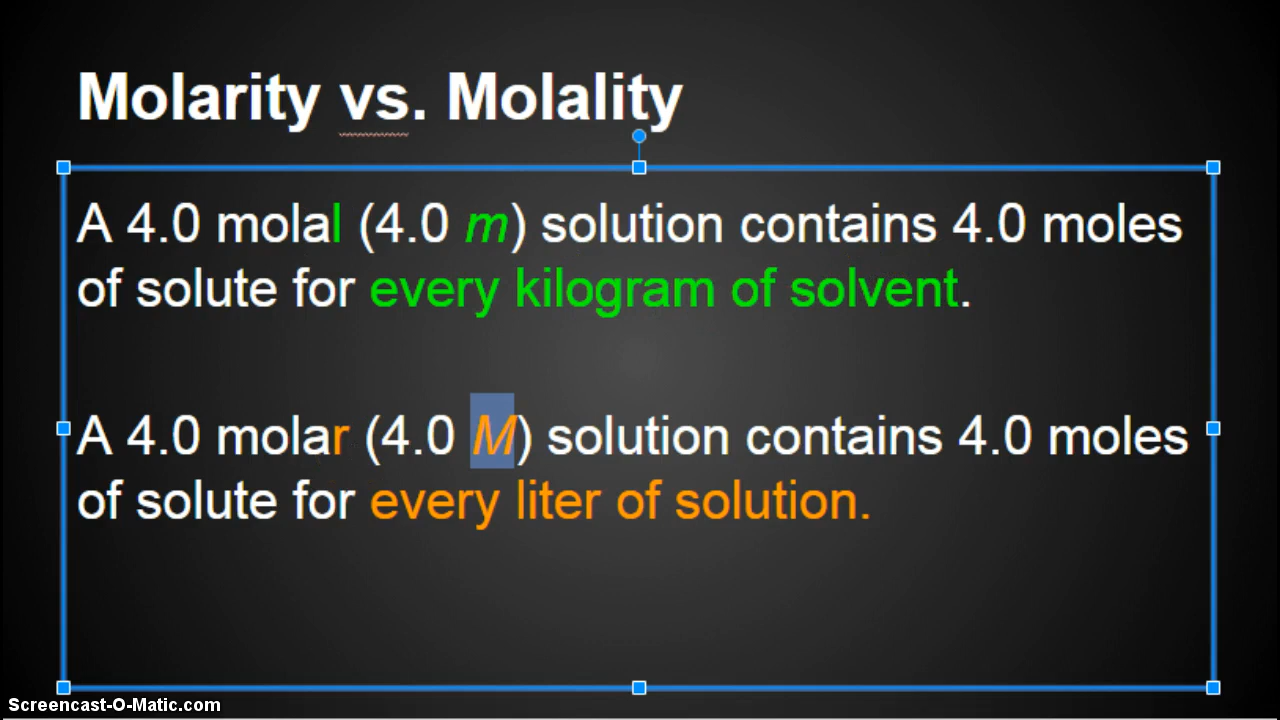 Molarity vs. Molality
A 4.0 molal (4.0 m) solution contains 4.0 moles
of solute for every kilogram of solvent.
A 4.0 molar (4.0 M) solution contains 4.0 moles
of solute for every liter of solution.
Screencast-O-Matic.com